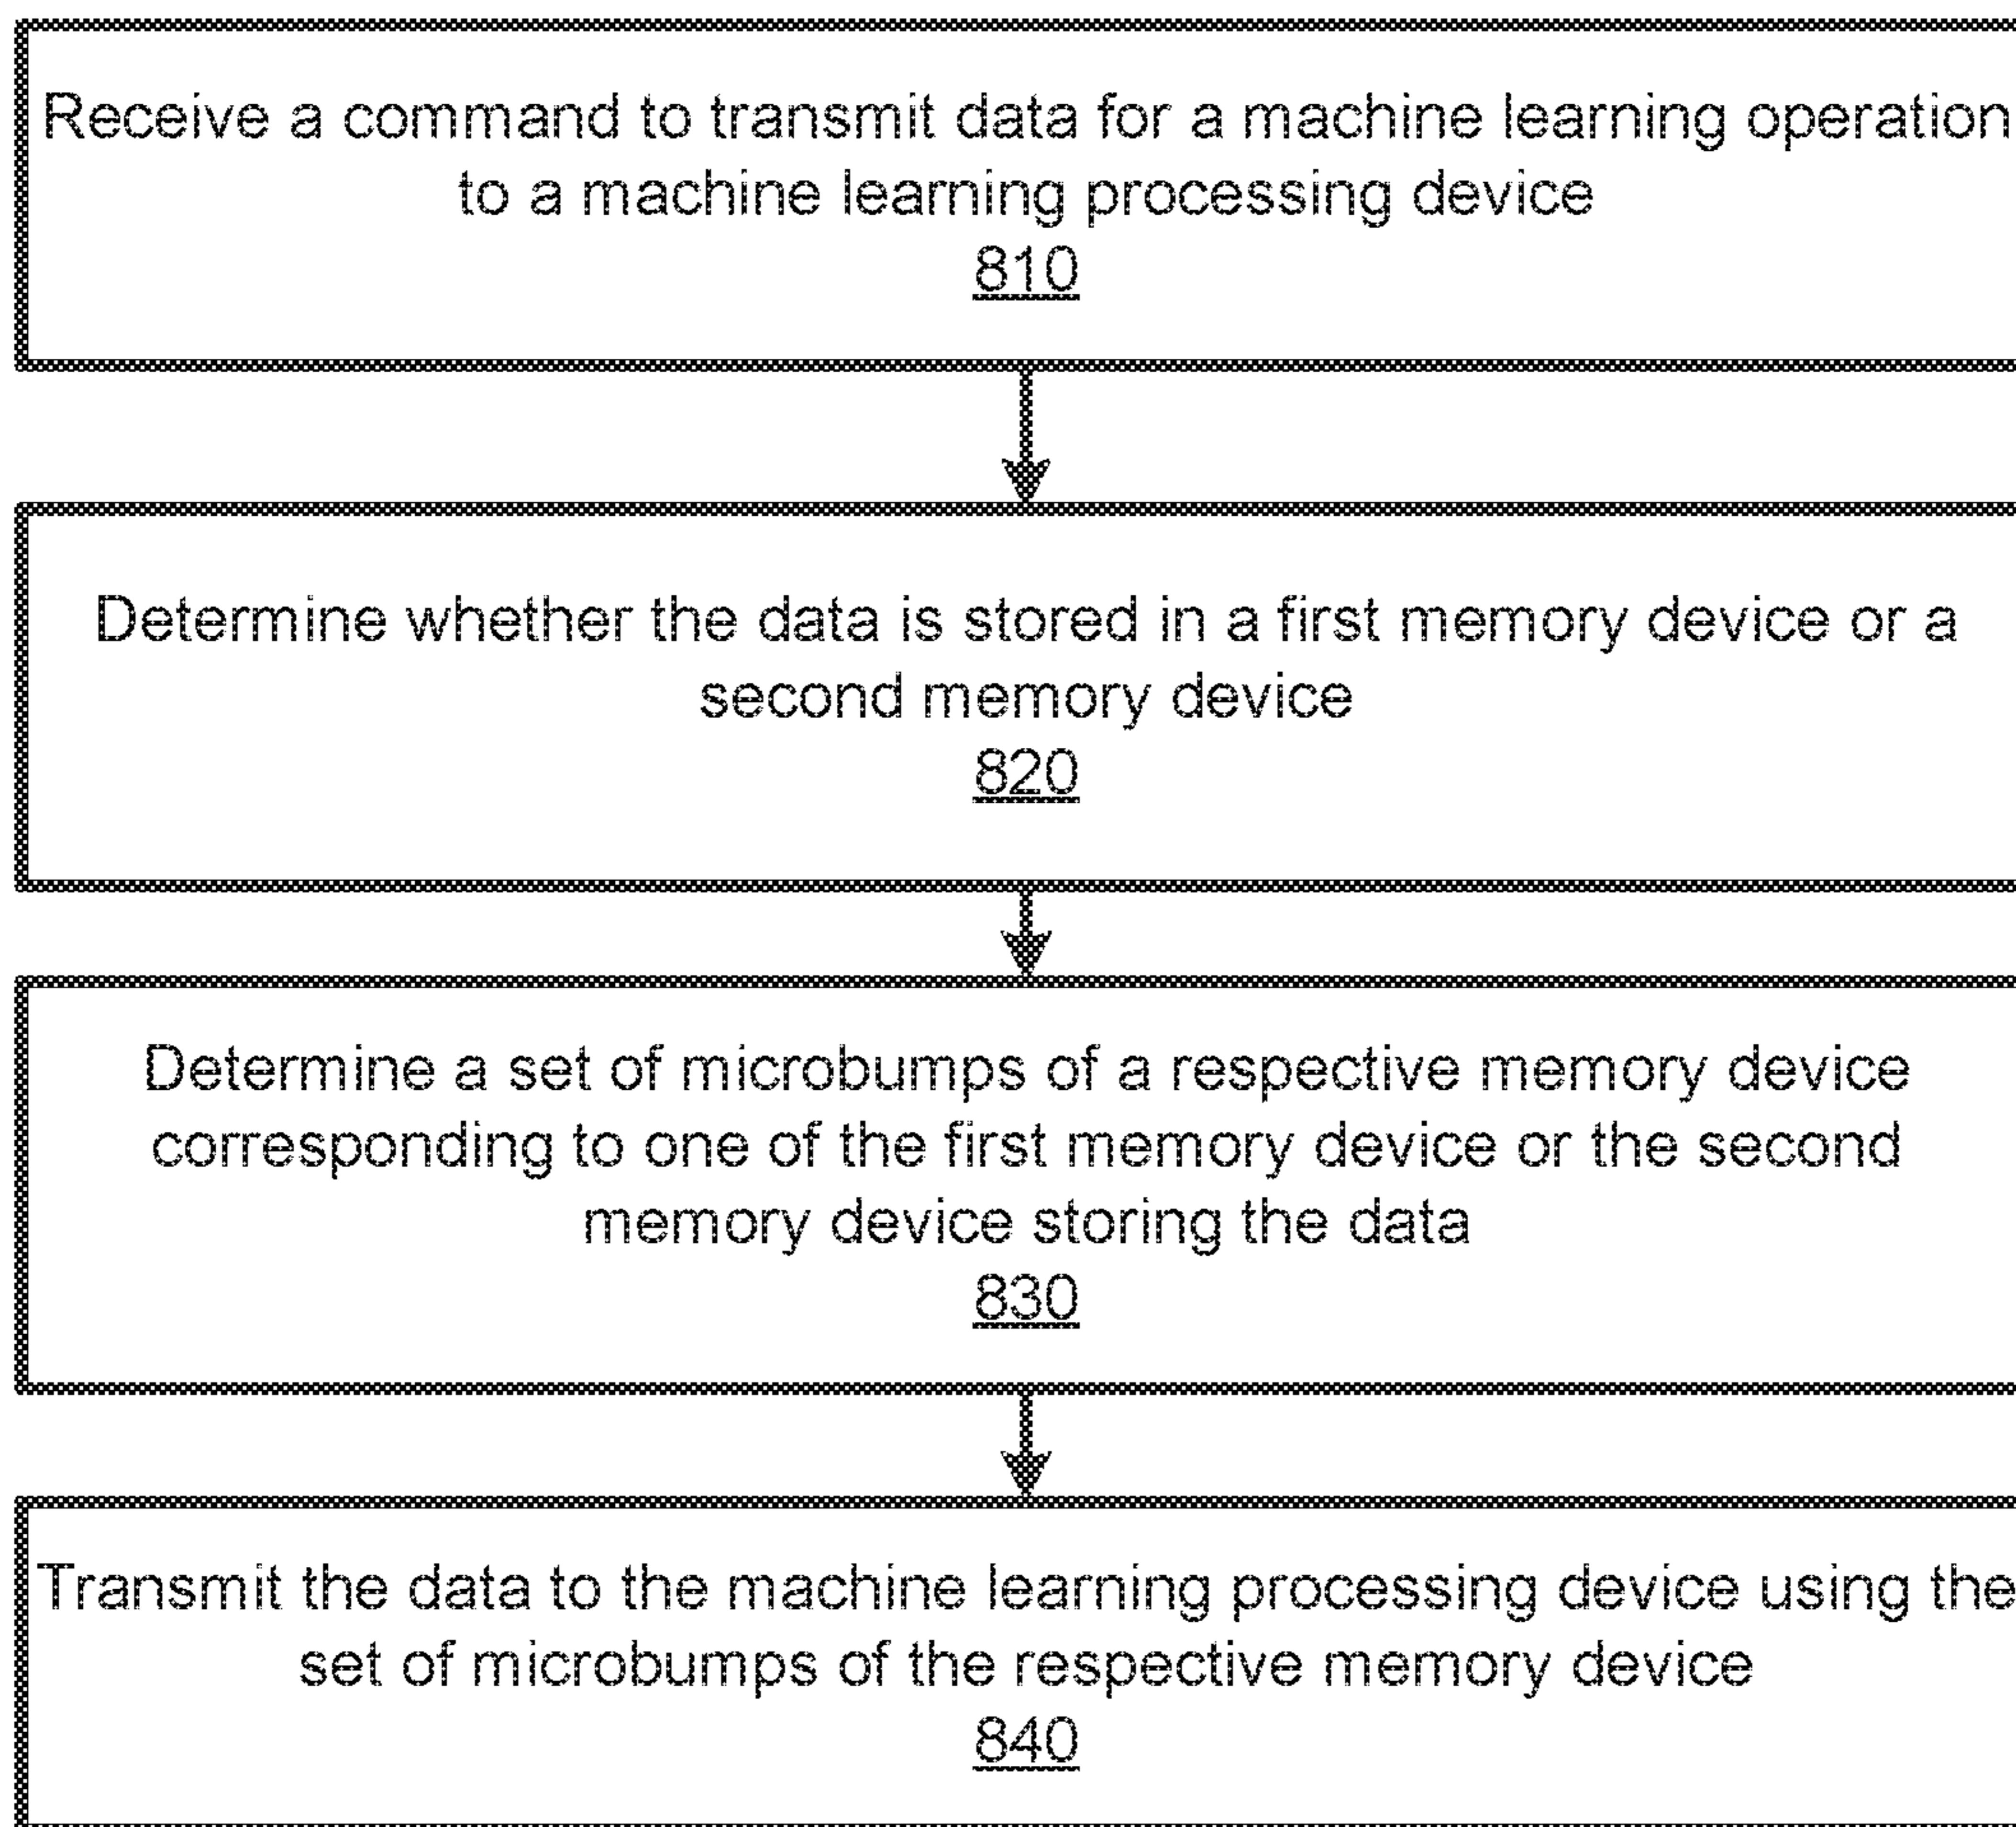 Receive a command to transmit data for a machine learning operation
to a machine learning processing device
810
Determine whether the data is stored in a first memory device or a
second memory device
820
Determine a set of microbumps of a respective memory device
corresponding to one of the first memory device or the second
memory device storing the data
830
Transmit the data to the machine learning processing device using the
set of microbumps of the respective memory device
840